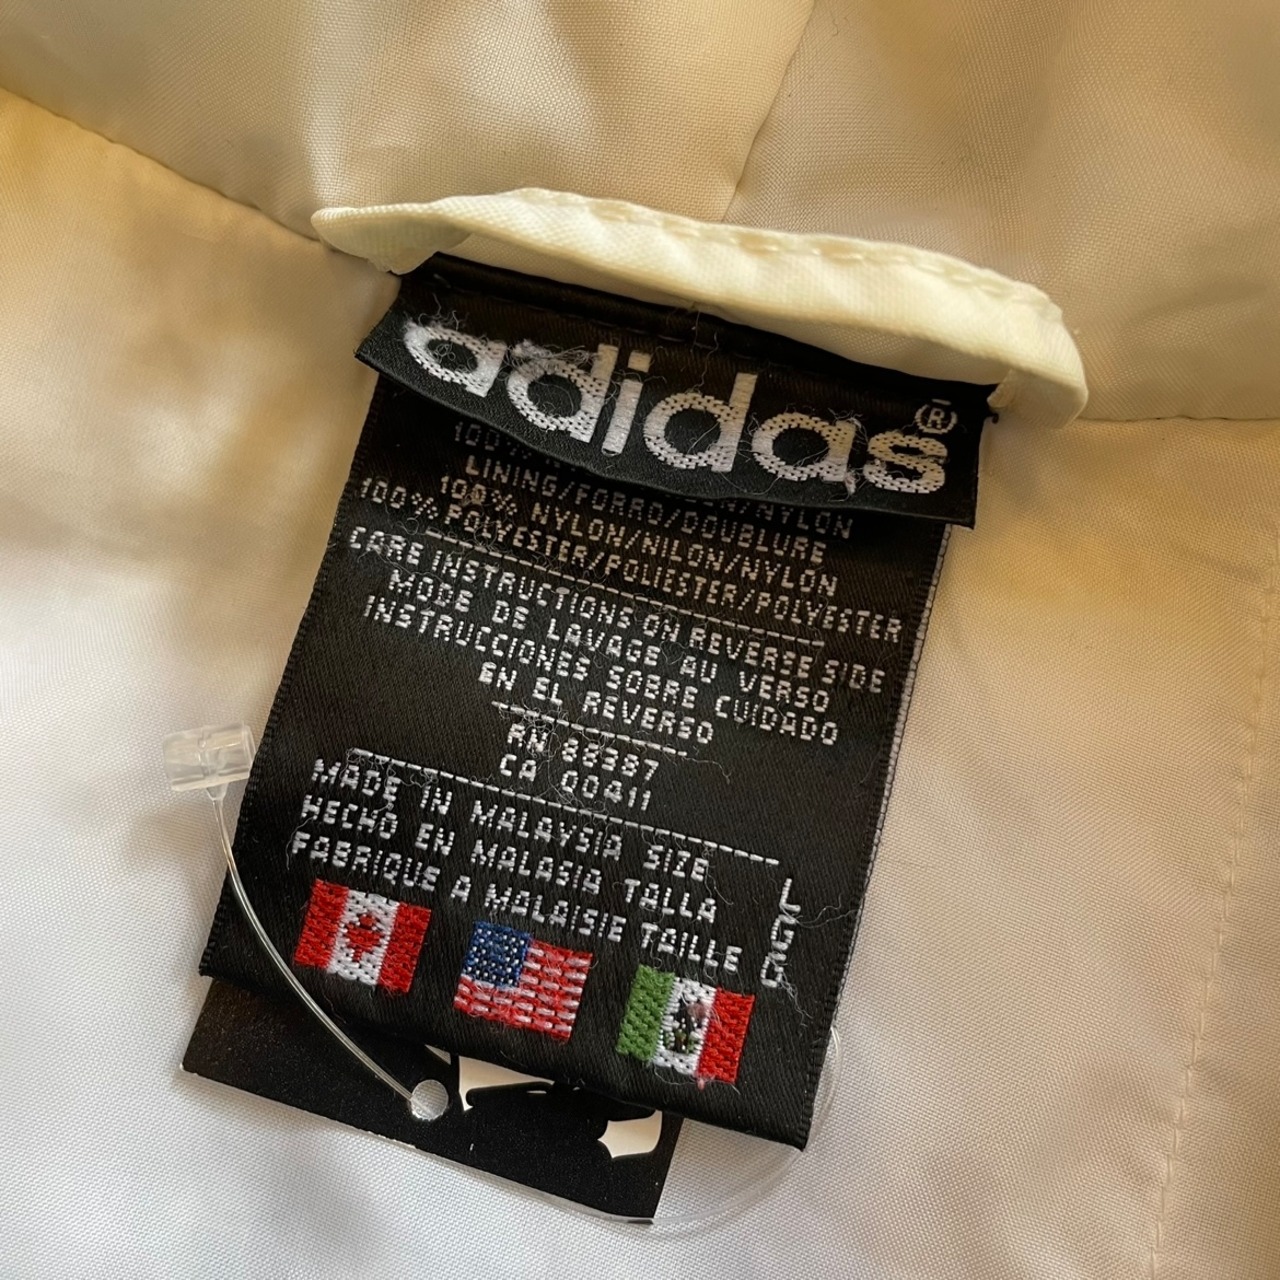 adidas®
100%
LINING/FORRO/DOUBLURE
100% NYLON/NILON/NYLON
100% POLYESTER/POLIESTER/POLYESTER
CARE INSTRUCTIONS ON REVERSE SIDE
MODE DE LAVAGE AU VERSO
INSTRUCCIONES SOBRE CUIDADO
EN EL REVERSO
RN 88387
CA 00411
MADE IN MALAYSIA SIZE
HECHO EN MALASIA TALLA
FABRIQUE A MALAISIE TAILLE